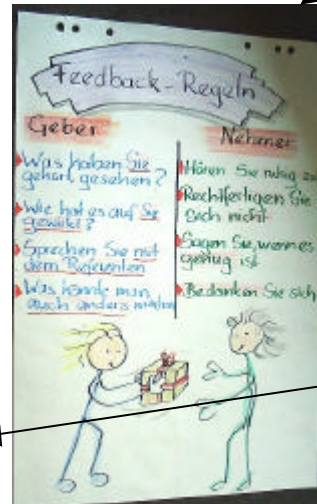 Feedback-Regeln
Geber
Was haben Sie
gehört, gesehen?
Wie hat es auf Sie
gewirkt?
Sprechen Sie mit
dem Referenten
Was könnte man
auch anders machen
Nehmer
Hören Sie ruhig zu
Rechtfertigen Sie
sich nicht
Sagen Sie, wenn es
genug ist
Bedanken Sie sich